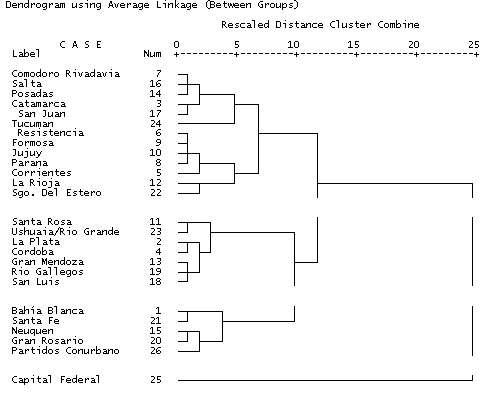 Dendrogram using Average Linkage (Between Groups)
Rescaled Distance Cluster Combine
C A S E 0 5 10 15 20 25
Label Num +---------+---------+---------+---------+---------+
Comodoro Rivadavia 7
Salta 16
Posadas 14
Catamarca 3
San Juan 17
Tucuman 24
Resistencia 6
Formosa 9
Jujuy 10
Parana 8
Corrientes 5
La Rioja 12
Sgo. Del Estero 22
Santa Rosa 11
Ushuaia/Rio Grande 23
La Plata 2
Cordoba 4
Gran Mendoza 13
Rio Gallegos 19
San Luis 18
Bahía Blanca 1
Santa Fe 21
Neuquen 15
Gran Rosario 20
Partidos Conurbano 26
Capital Federal 25